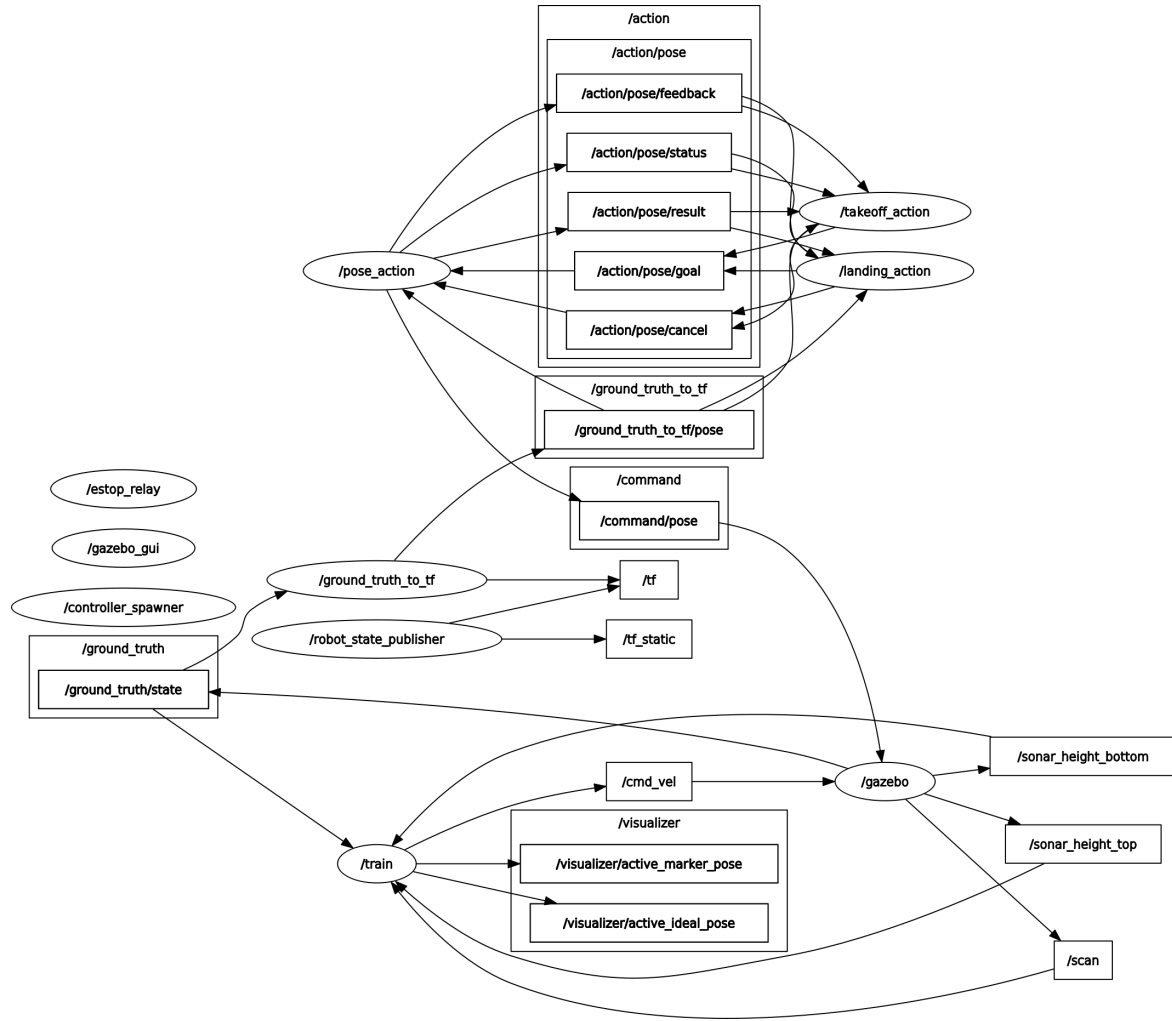 /action
/action/pose
/action/pose/feedback
/action/pose/status
/action/pose/result
/takeoff_action
/pose_action
/action/pose/goal
/landing_action
/action/pose/cancel
/ground_truth_to_tf
/ground_truth_to_tf/pose
/command
/estop_relay
/command/pose
/gazebo_gui
/ground_truth_to_tf
/tf
/controller_spawner
/robot_state_publisher
/tf_static
/ground_truth
/ground_truth/state
/sonar_height_bottom
/cmd_vel
/gazebo
/visualizer
/sonar_height_top
/train
/visualizer/active_marker_pose
/visualizer/active_ideal_pose
/scan